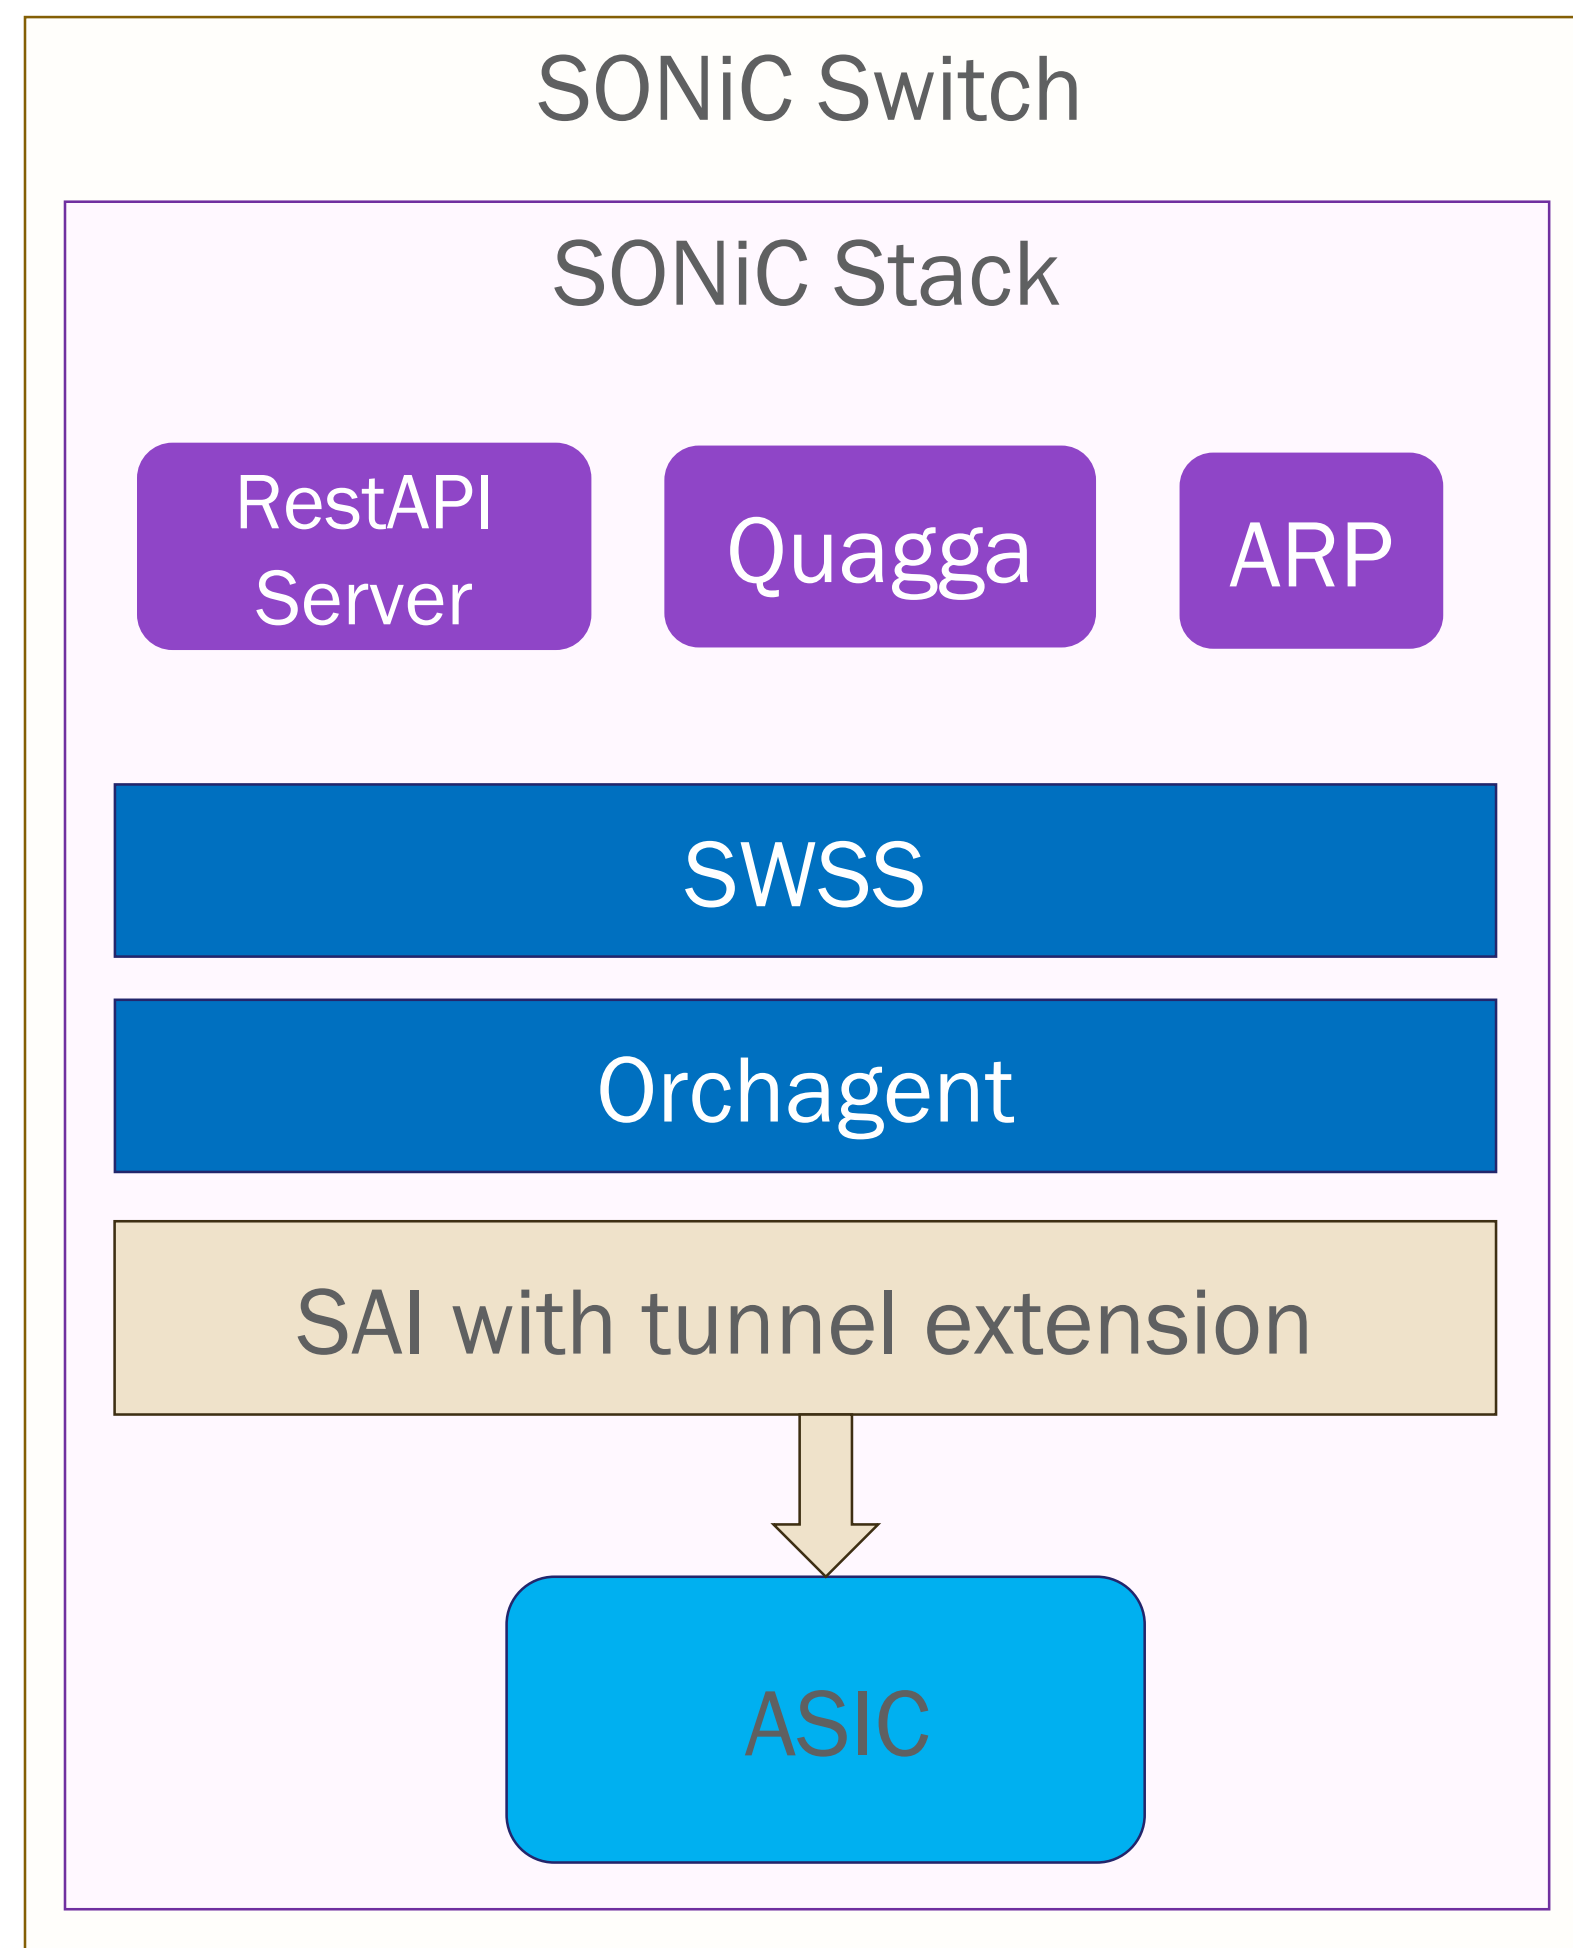 SONiC Switch
SONiC Stack
RestAPI
Server
Quagga
ARP
SWSS
Orchagent
SAI with tunnel extension
ASIC